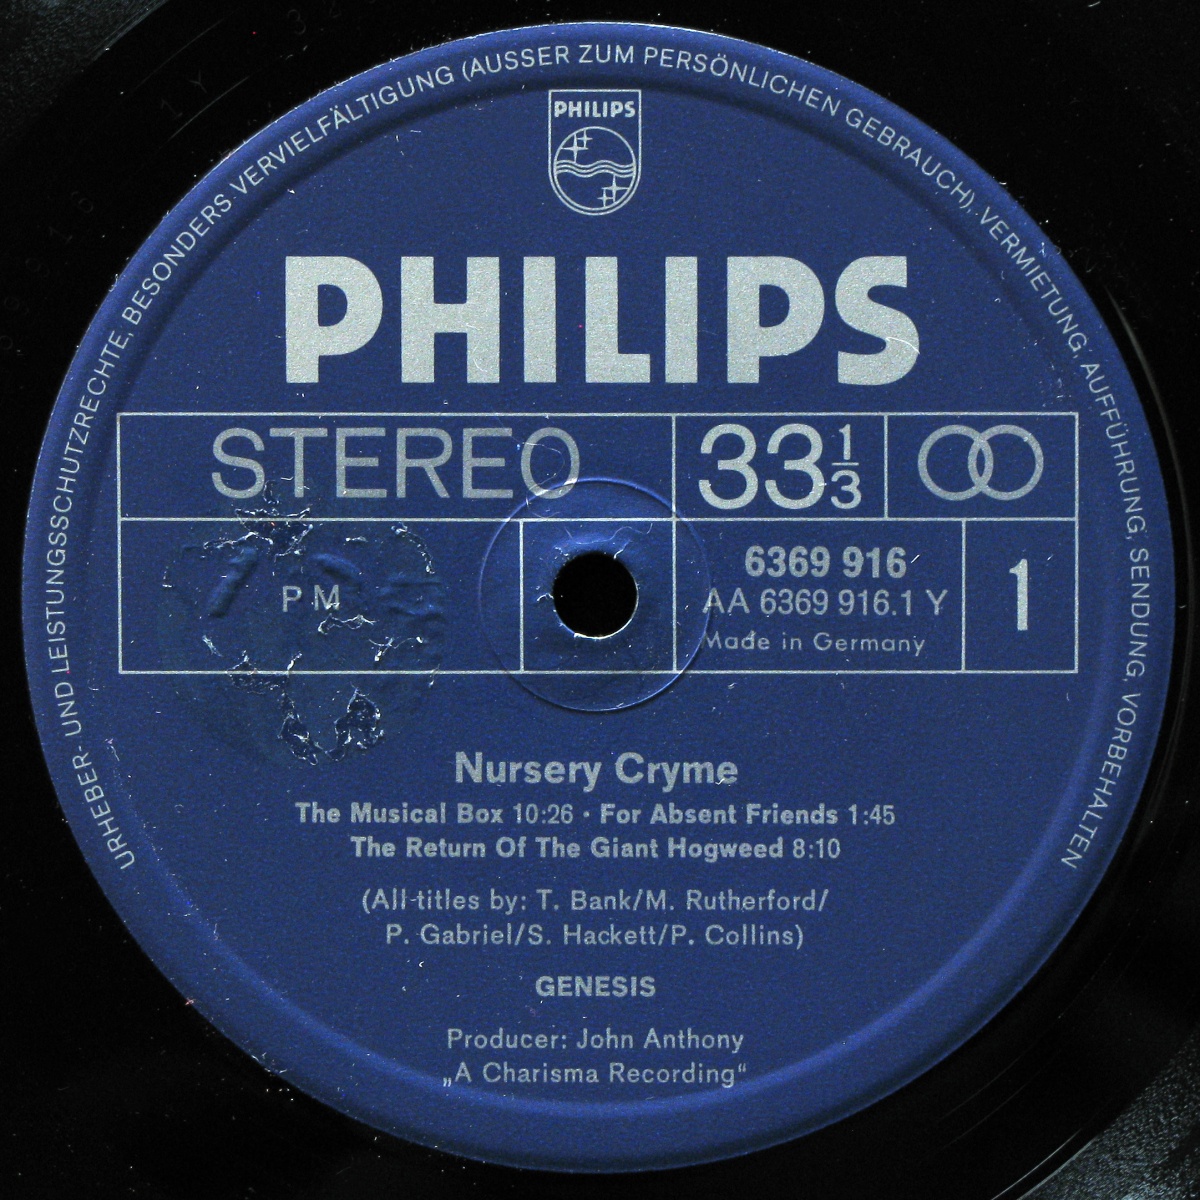 URHEBER- UND LEISTUNGSSCHUTZRECHTE, BESONDERS VERVIELFÄLTIGUNG (AUSSER ZUM PERSÖNLICHEN GEBRAUCH), VERMIETUNG, AUFFÜHRUNG, SENDUNG, VORBEHALTEN
PHILIPS
PHILIPS
STEREO 33 1/3
PM
6369 916
AA 6369 916.1 Y
Made in Germany
1
Nursery Cryme
The Musical Box 10:26 · For Absent Friends 1:45
The Return Of The Giant Hogweed 8:10
(All titles by: T. Bank/M. Rutherford/
P. Gabriel/S. Hackett/P. Collins)
GENESIS
Producer: John Anthony
„A Charisma Recording“